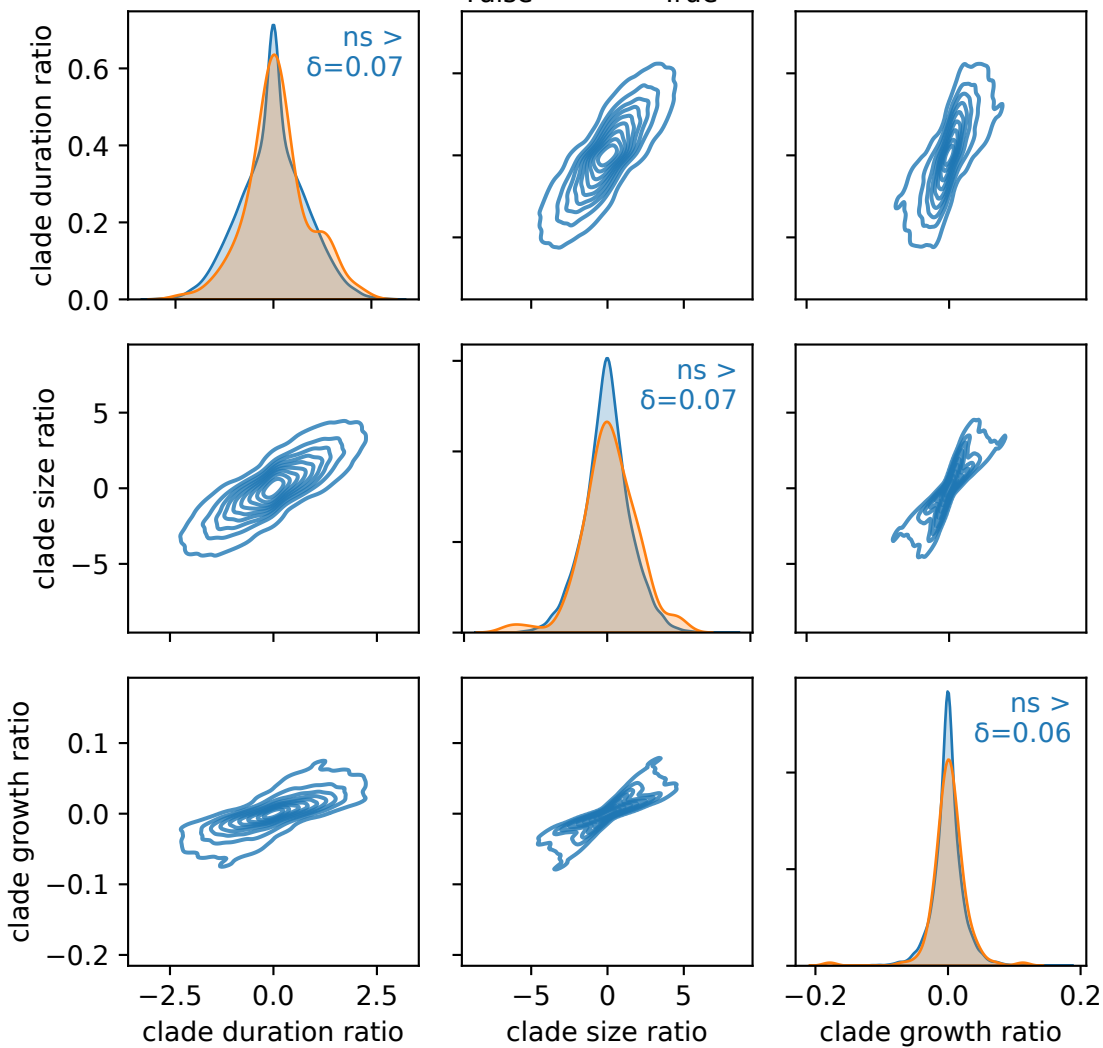 clade duration ratio
0.6
0.4
0.2
0.0
ns >
δ=0.07
clade size ratio
5
0
−5
ns >
δ=0.07
clade growth ratio
0.1
0.0
−0.1
−0.2
ns >
δ=0.06
−2.5 0.0 2.5
−5 0 5
−0.2 0.0 0.2
clade duration ratio
clade size ratio
clade growth ratio